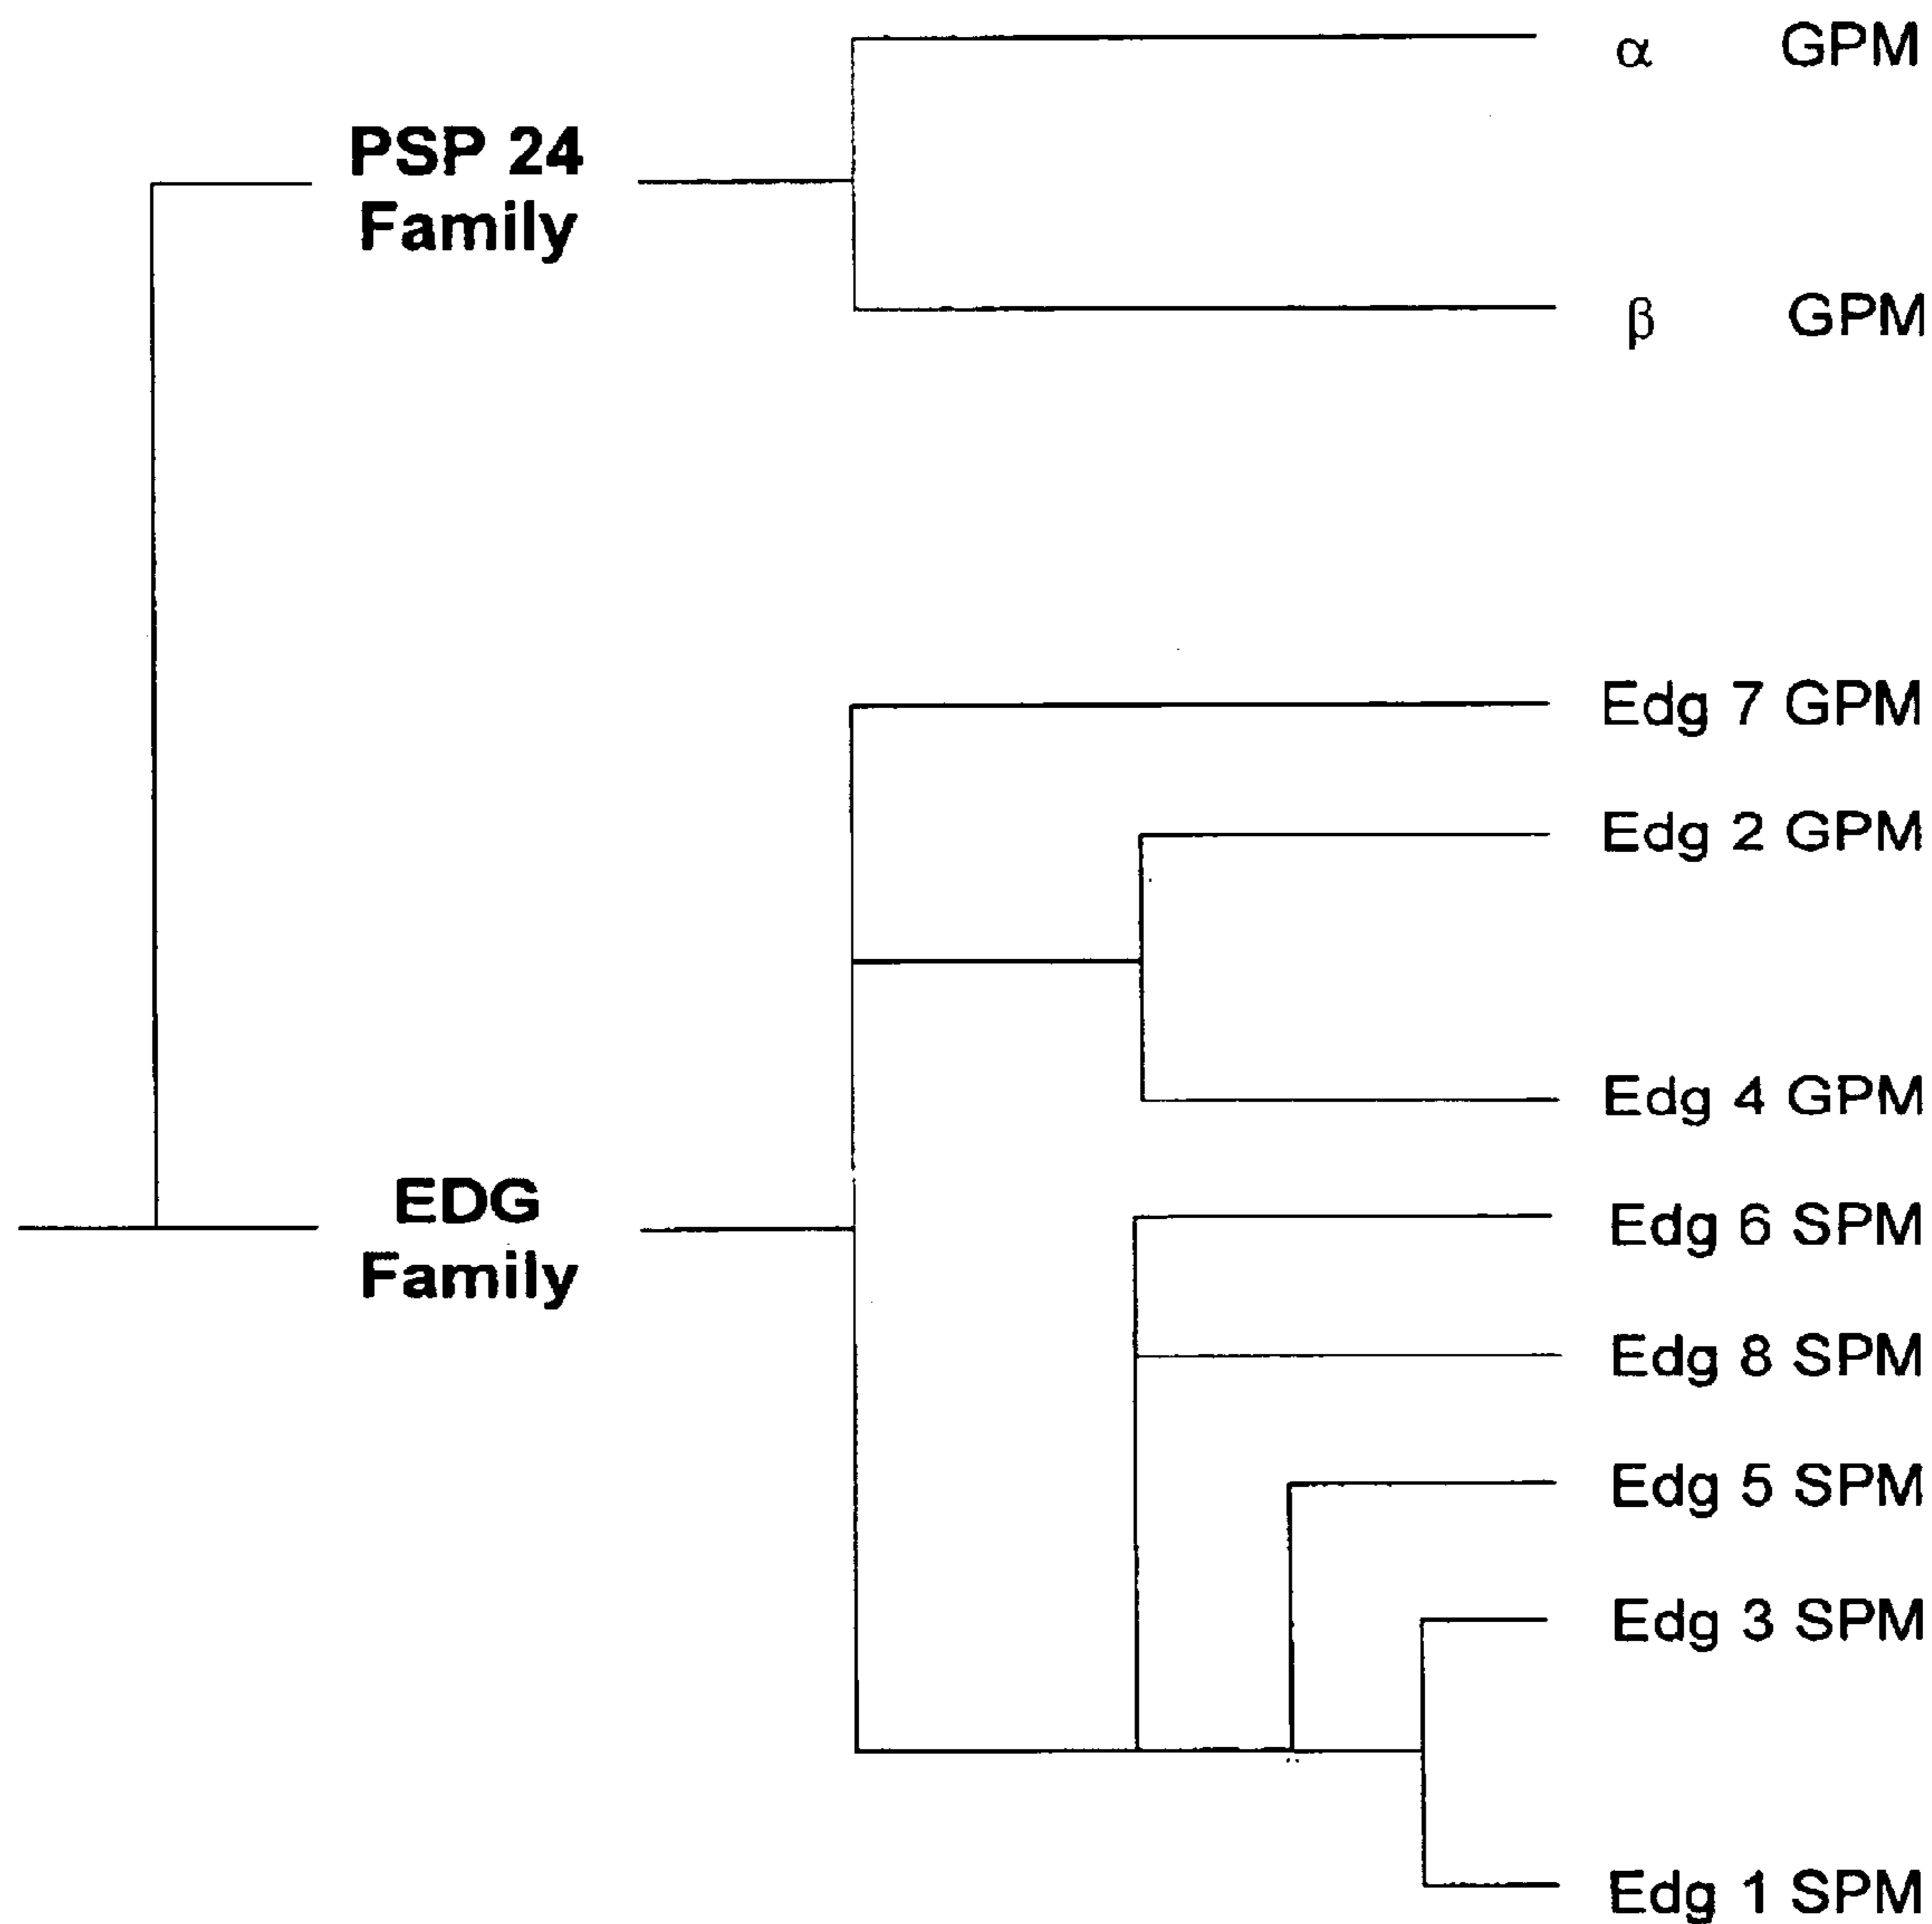 α GPM
PSP 24
Family
β GPM
Edg 7 GPM
Edg 2 GPM
Edg 4 GPM
EDG
Family
Edg 6 SPM
Edg 8 SPM
Edg 5 SPM
Edg 3 SPM
Edg 1 SPM